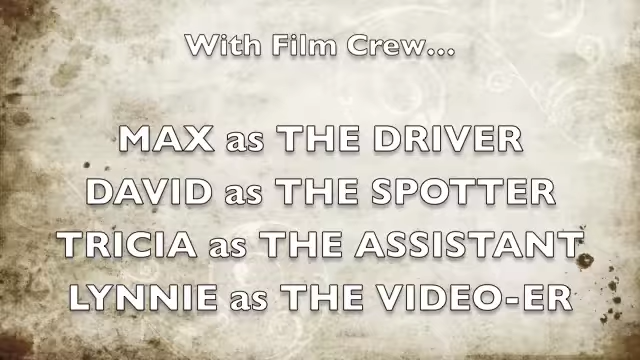 With Film Crew...
MAX as THE DRIVER
DAVID as THE SPOTTER
TRICIA as THE ASSISTANT
LYNNIE as THE VIDEO-ER